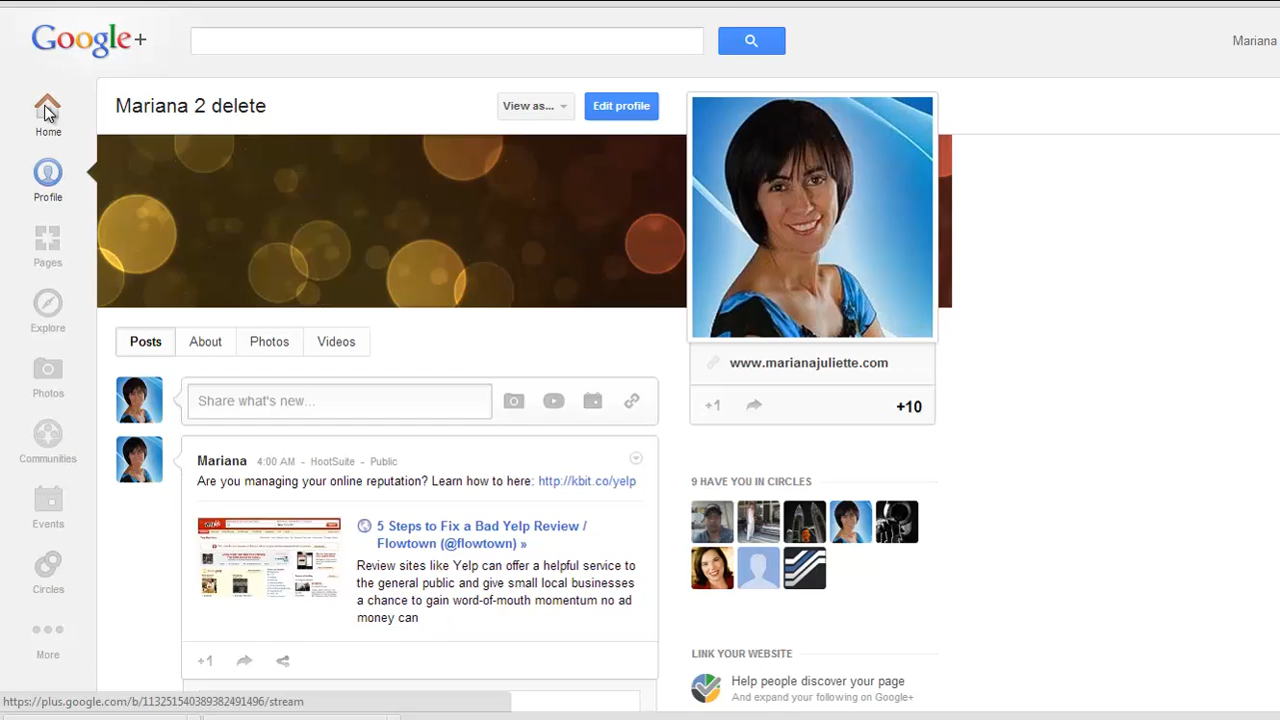 Google+
Mariana
Home
Profile
Pages
Explore
Photos
Communities
Events
Circles
More
Mariana 2 delete
View as...
Edit profile
Posts About Photos Videos
Share what's new...
Mariana 4:00 AM - HootSuite - Public
Are you managing your online reputation? Learn how to here: http://kbit.co/yelp
5 Steps to Fix a Bad Yelp Review /
Flowtown (@flowtown) »
Review sites like Yelp can offer a helpful service to
the general public and give small local businesses
a chance to gain word-of-mouth momentum no ad
money can
+1
www.marianajuliette.com
+1 +10
9 HAVE YOU IN CIRCLES
LINK YOUR WEBSITE
Help people discover your page
And expand your following on Google+
https://plus.google.com/b/113251540389382491496/stream